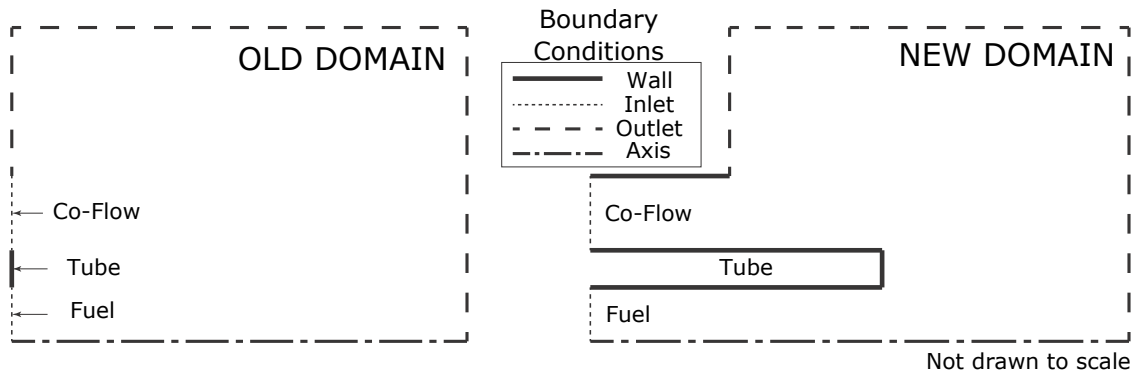 OLD DOMAIN
Co-Flow
Tube
Fuel
Boundary
Conditions
Wall
Inlet
Outlet
Axis
NEW DOMAIN
Co-Flow
Tube
Fuel
Not drawn to scale